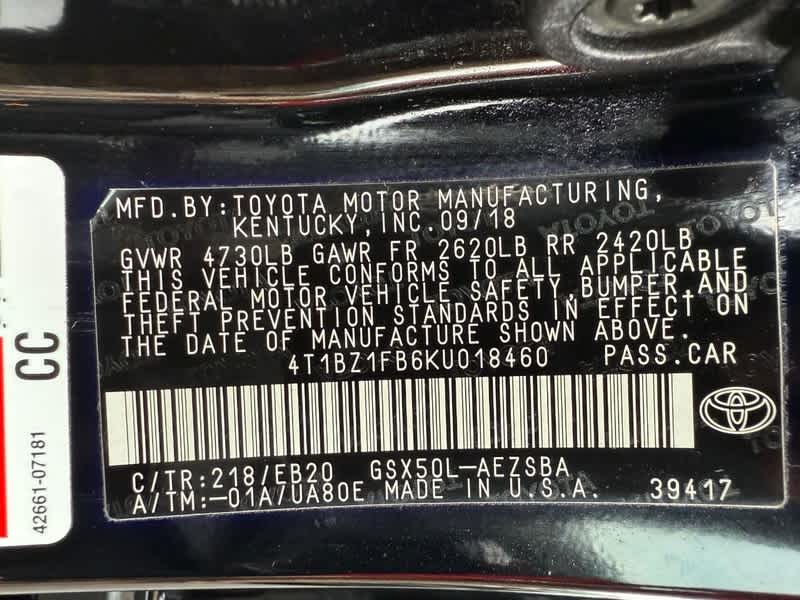 MFD.BY:TOYOTA MOTOR MANUFACTURING,
KENTUCKY,INC.09/18
GVWR 4730LB GAWR FR 2620LB RR 2420LB
THIS VEHICLE CONFORMS TO ALL APPLICABLE
FEDERAL MOTOR VEHICLE SAFETY,BUMPER,AND
THEFT PREVENTION STANDARDS IN EFFECT ON
THE DATE OF MANUFACTURE SHOWN ABOVE.
4T1BZ1FB6KU018460 PASS.CAR
C/TR:218/EB20 GSX50L-AEZSBA
A/TM:-01A/UA80E MADE IN U.S.A. 39417
CC
42661-07181